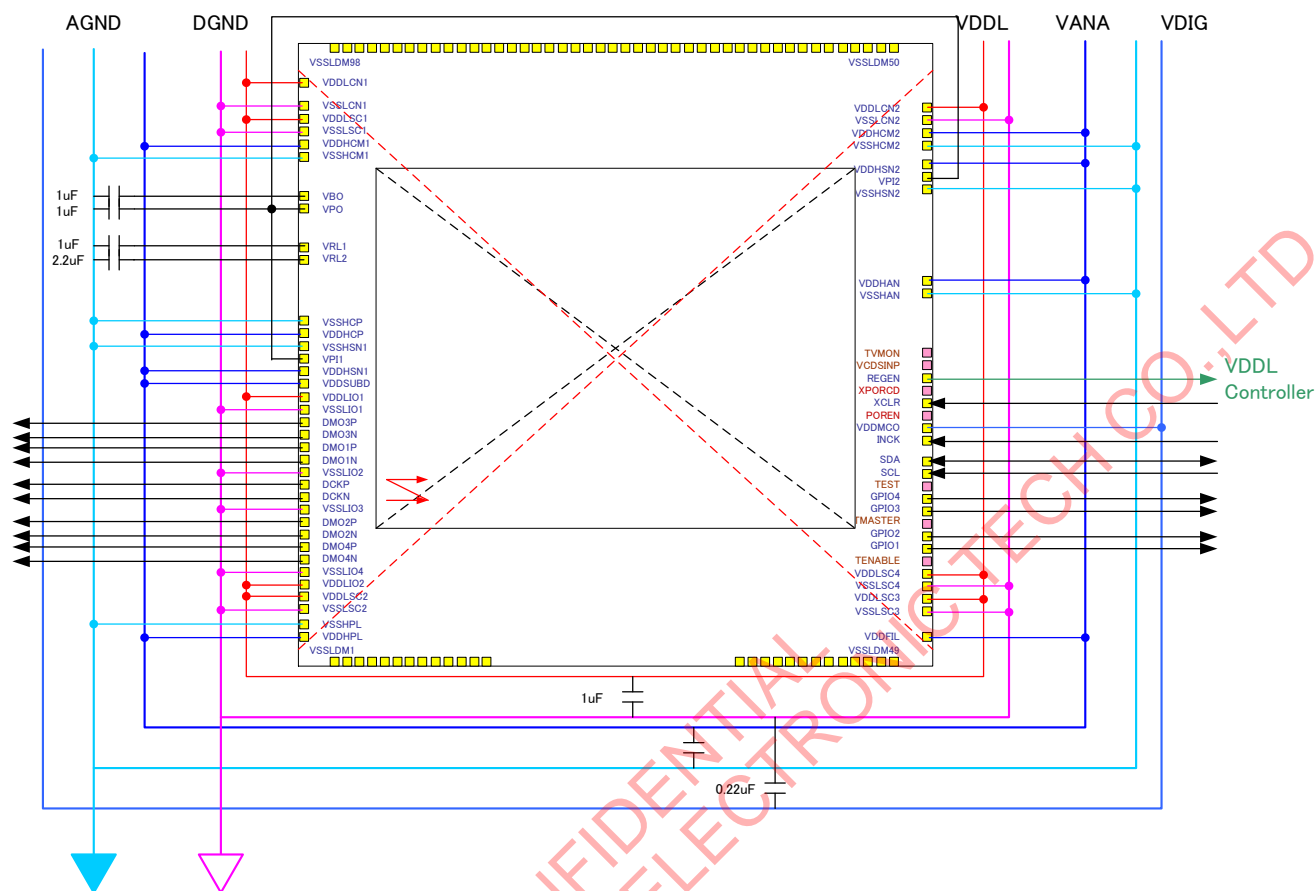 AGND
DGND
VDDL
VANA
VDIG
VSSLDM98
VSSLDM50
VDDLCN1
VSSLCN1
VDDLSC1
VSSLSC1
VDDHCM1
VSSHCM1
1uF
VBO
1uF
VPO
1uF
VRL1
2.2uF
VRL2
VSSHCP
VDDHCP
VSSHSN1
VPI1
VDDHSN1
VDDSUBD
VDDLIO1
VSSLIO1
DMO3P
DMO3N
DMO1P
DMO1N
VSSLIO2
DCKP
DCKN
VSSLIO3
DMO2P
DMO2N
DMO4P
DMO4N
VSSLIO4
VDDLIO2
VDDLSC2
VSSLSC2
VSSHPL
VDDHPL
VSSLDM1
VDDLCN2
VSSLCN2
VDDHCM2
VSSHCM2
VDDHSN2
VPI2
VSSHSN2
VDDHAN
VSSHAN
TVMON
VCDSINP
REGEN
XPORCD
XCLR
POREN
VDDMCO
INCK
SDA
SCL
TEST
GPIO4
GPIO3
TMASTER
GPIO2
GPIO1
TENABLE
VDDLSC4
VSSLSC4
VDDLSC3
VSSLSC3
VDDFIL
VSSLDM49
VDDL
Controller
1uF
0.22uF
NFIDENTIAL
ELECTRONIC TECH CO.,LTD